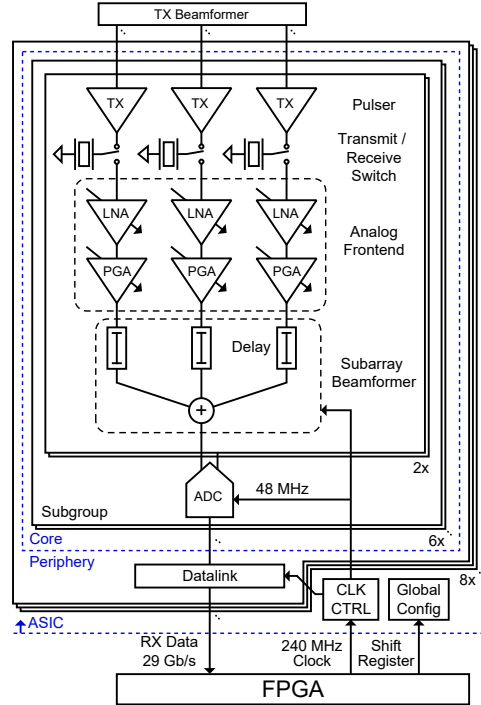 TX Beamformer
TX
TX
TX
Pulser
Transmit /
Receive
Switch
LNA
LNA
LNA
Analog
Frontend
PGA
PGA
PGA
Delay
Subarray
Beamformer
+
2x
ADC
48 MHz
Subgroup
6x
Core
Periphery
Datalink
8x
CLK
CTRL
Global
Config
ASIC
RX Data
29 Gb/s
240 MHz
Clock
Shift
Register
FPGA